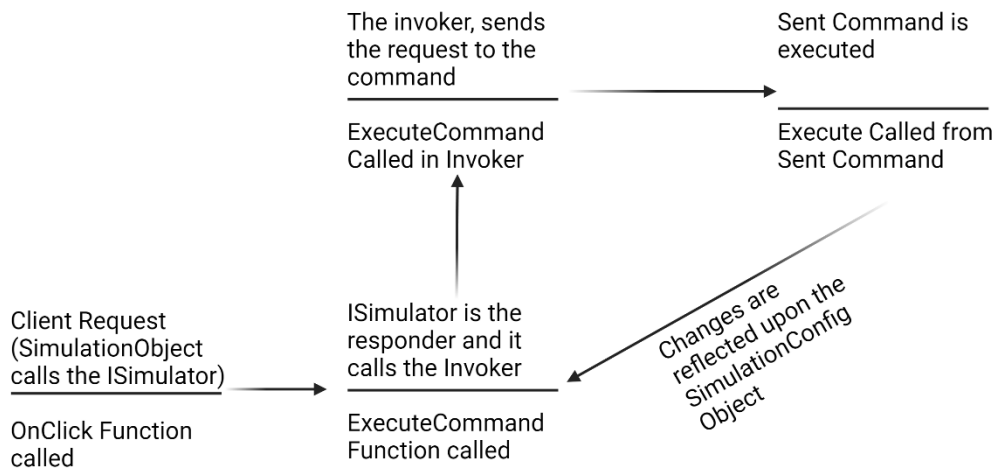 The invoker, sends
the request to the
command
ExecuteCommand
Called in Invoker
Sent Command is
executed
Execute Called from
Sent Command
Client Request
(SimulationObject
calls the ISimulator)
OnClick Function
called
ISimulator is the
responder and it
calls the Invoker
ExecuteCommand
Function called
Changes are
reflected upon the
SimulationConfig
Object